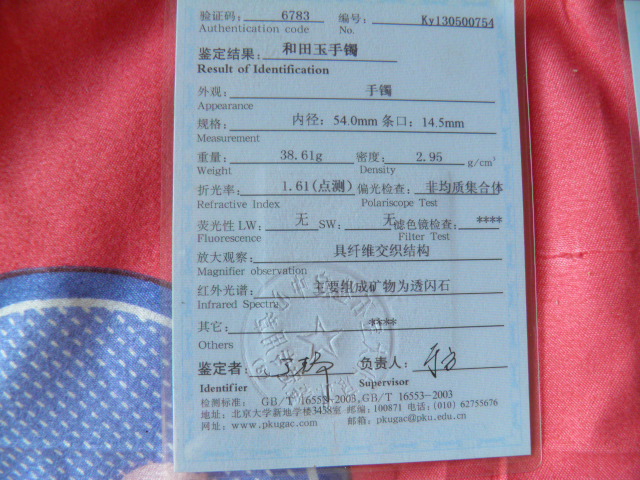 验证码: 6783 编号: Ky130500754
Authentication code No.
鉴定结果: 和田玉手镯
Result of Identification
外观: 手镯
Appearance
规格: 内径: 54.0mm 条口: 14.5mm
Measurement
重量: 38.61g 密度: 2.95 g/cm³
Weight Density
折光率: 1.61(点测) 偏光检查: 非均质集合体
Refractive Index Polariscope Test
荧光性 LW: 无 SW: 无 滤色镜检查: ****
Fluorescence Filter Test
放大观察: 具纤维交织结构
Magnifier observation
红外光谱: 主要组成矿物为透闪石
Infrared Spectra
其它: ****
Others
鉴定者: 负责人:
Identifier Supervisor
检测标准: GB/T 16552-2003,GB/T 16553-2003
地址: 北京大学新地学楼3458室 邮编:100871 电话:(010) 62755676
网址: www.pkugac.com 邮箱: pkugac@pku.edu.cn